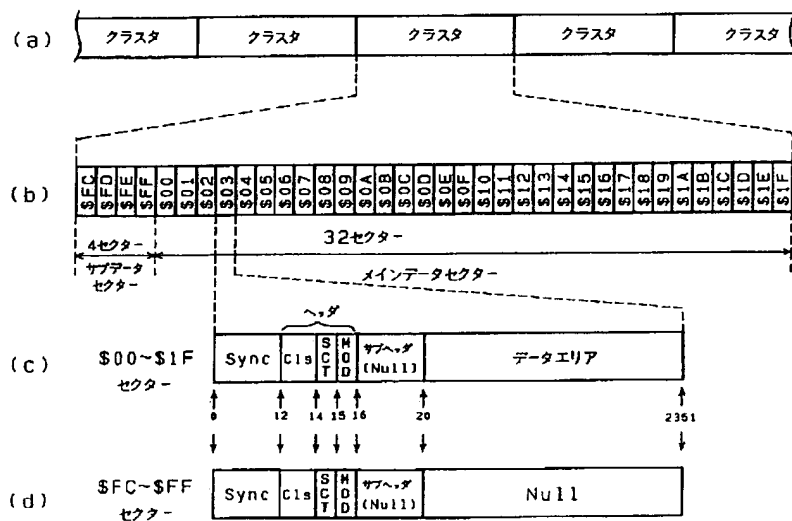 (a)
クラスタ クラスタ クラスタ クラスタ クラスタ
(b)
$FC $FD $FE $FF $00 $01 $02 $03 $04 $05 $06 $07 $08 $09 $0A $0B $0C $0D $0E $0F $10 $11 $12 $13 $14 $15 $16 $17 $18 $19 $1A $1B $1C $1D $1E $1F
4セクター 32セクター
サブデータ
セクター
メインデータセクター
ヘッダ
(c)
$00~$1F
セクター
Sync Cls SCT MOD サブヘッダ (Null) データエリア
0 12 14 15 16 20 2351
(d)
$FC~$FF
セクター
Sync Cls SCT MOD サブヘッダ (Null) Null